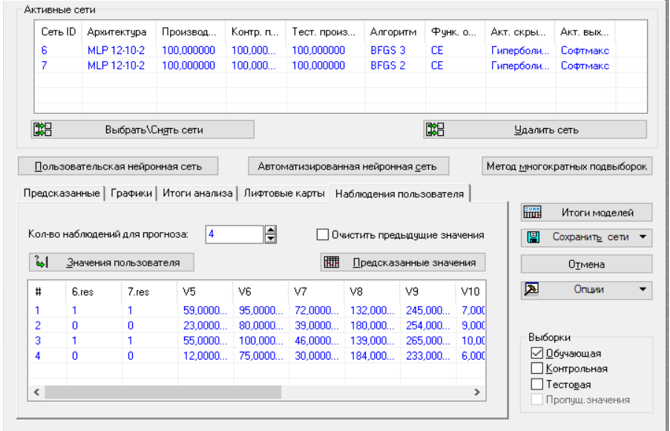 Активные сети
Сеть ID Архитектура Производ... Контр. п... Тест. произ... Алгоритм Функ. о... Акт. скры... Акт. вых...
6 MLP 12-10-2 100,000000 100,000... 100,000000 BFGS 3 CE Гиперболи... Софтмакс
7 MLP 12-10-2 100,000000 100,000... 100,000000 BFGS 2 CE Гиперболи... Софтмакс
Выбрать\Снять сети Удалить сеть
Пользовательская нейронная сеть Автоматизированная нейронная сеть Метод многократных подвыборок
Предсказанные Графики Итоги анализа Лифтовые карты Наблюдения пользователя
Кол-во наблюдений для прогноза: 4 Очистить предыдущие значения
Значения пользователя Предсказанные значения
# 6.res 7.res V5 V6 V7 V8 V9 V10
1 1 1 59,0000... 95,0000... 72,0000... 132,000... 245,000... 7,000
2 0 0 23,0000... 80,0000... 39,0000... 180,000... 254,000... 9,000
3 1 1 55,0000... 100,000... 46,0000... 139,000... 265,000... 10,00
4 0 0 12,0000... 75,0000... 30,0000... 184,000... 233,000... 6,000
Итоги моделей
Сохранить сети
Отмена
Опции
Выборки
Обучающая
Контрольная
Тестовая
Пропущ.значения